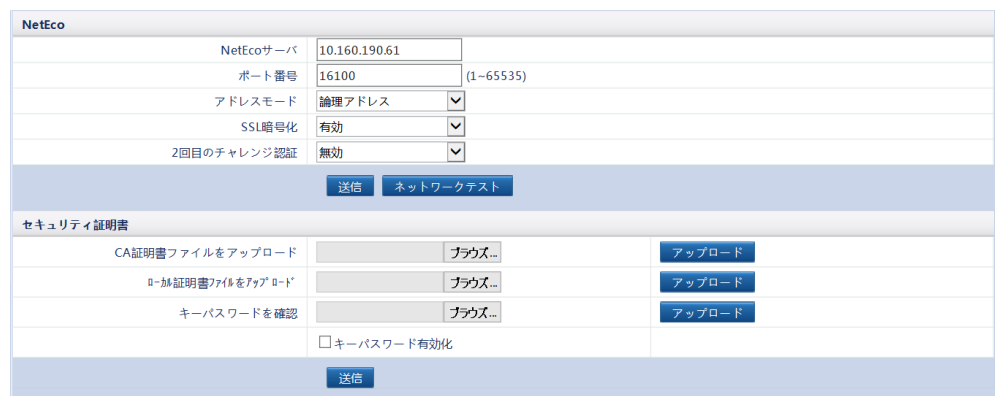 NetEco
NetEcoサーバ 10.160.190.61
ポート番号 16100 (1~65535)
アドレスモード 論理アドレス
SSL暗号化 有効
2回目のチャレンジ認証 無効
送信 ネットワークテスト
セキュリティ証明書
CA証明書ファイルをアップロード ブラウズ... アップロード
ﾛｰｶﾙ証明書ﾌｧｲﾙをｱｯﾌﾟﾛｰﾄﾞ ブラウズ... アップロード
キーパスワードを確認 ブラウズ... アップロード
キーパスワード有効化
送信